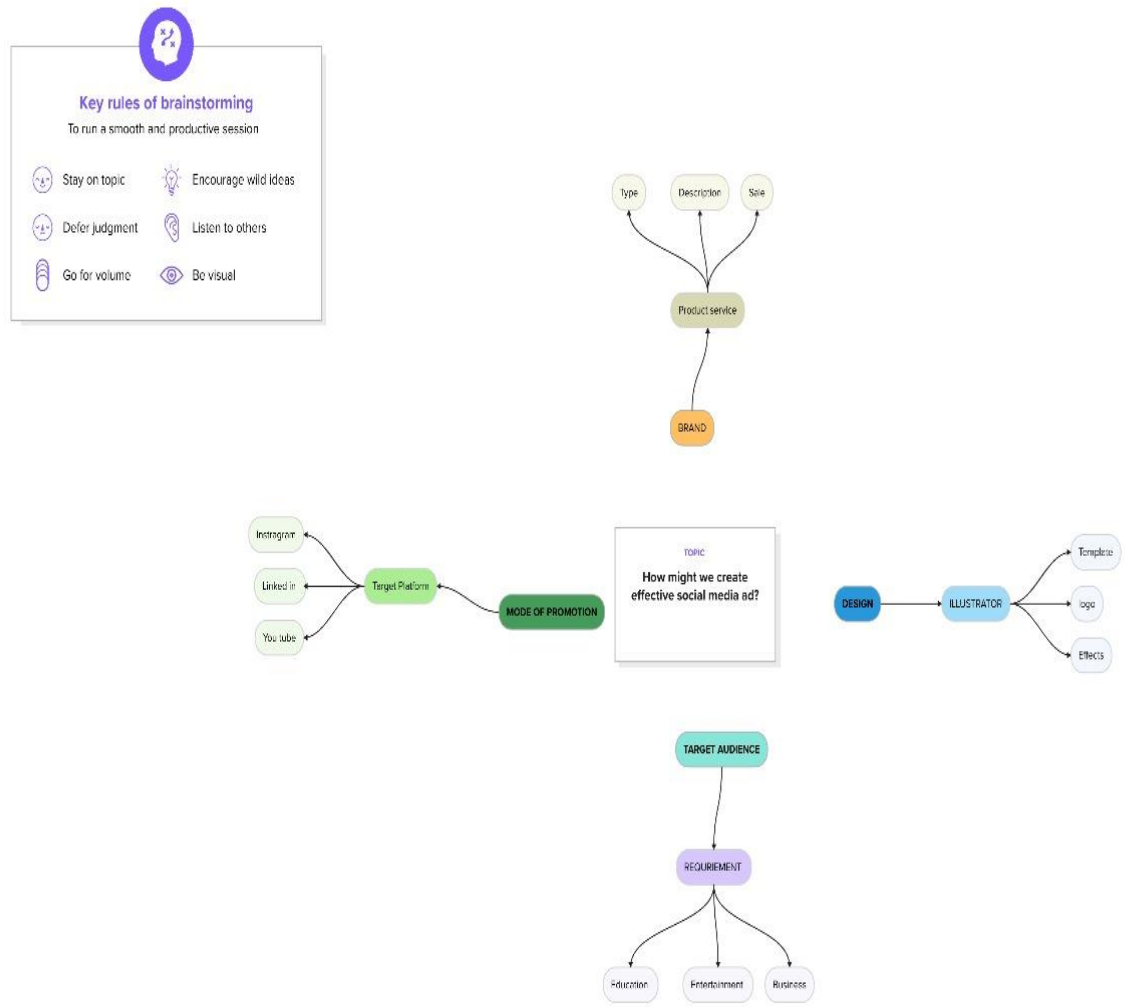 Key rules of brainstorming
To run a smooth and productive session
Stay on topic
Encourage wild ideas
Defer judgment
Listen to others
Go for volume
Be visual
Type
Description
Sale
Product service
BRAND
Instragram
Linked in
You tube
Target Platform
MODE OF PROMOTION
TOPIC
How might we create
effective social media ad?
DESIGN
ILLUSTRATOR
Template
logo
Effects
TARGET AUDIENCE
REQURIEMENT
Education
Entertainment
Business